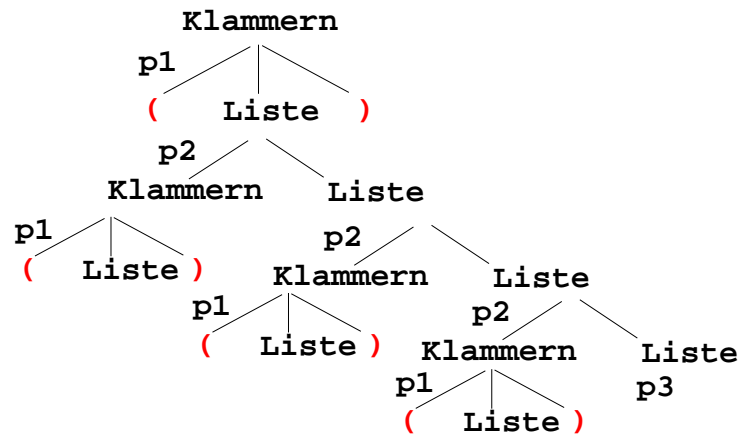 Klammern
p1
( Liste )
p2
Klammern Liste
p1 p2
( Liste ) Klammern Liste
p1 p2
( Liste ) Klammern Liste
p1 p3
( Liste )